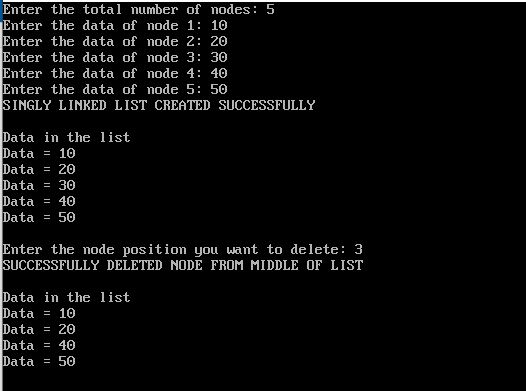 Enter the total number of nodes: 5
Enter the data of node 1: 10
Enter the data of node 2: 20
Enter the data of node 3: 30
Enter the data of node 4: 40
Enter the data of node 5: 50
SINGLY LINKED LIST CREATED SUCCESSFULLY
Data in the list
Data = 10
Data = 20
Data = 30
Data = 40
Data = 50
Enter the node position you want to delete: 3
SUCCESSFULLY DELETED NODE FROM MIDDLE OF LIST
Data in the list
Data = 10
Data = 20
Data = 40
Data = 50